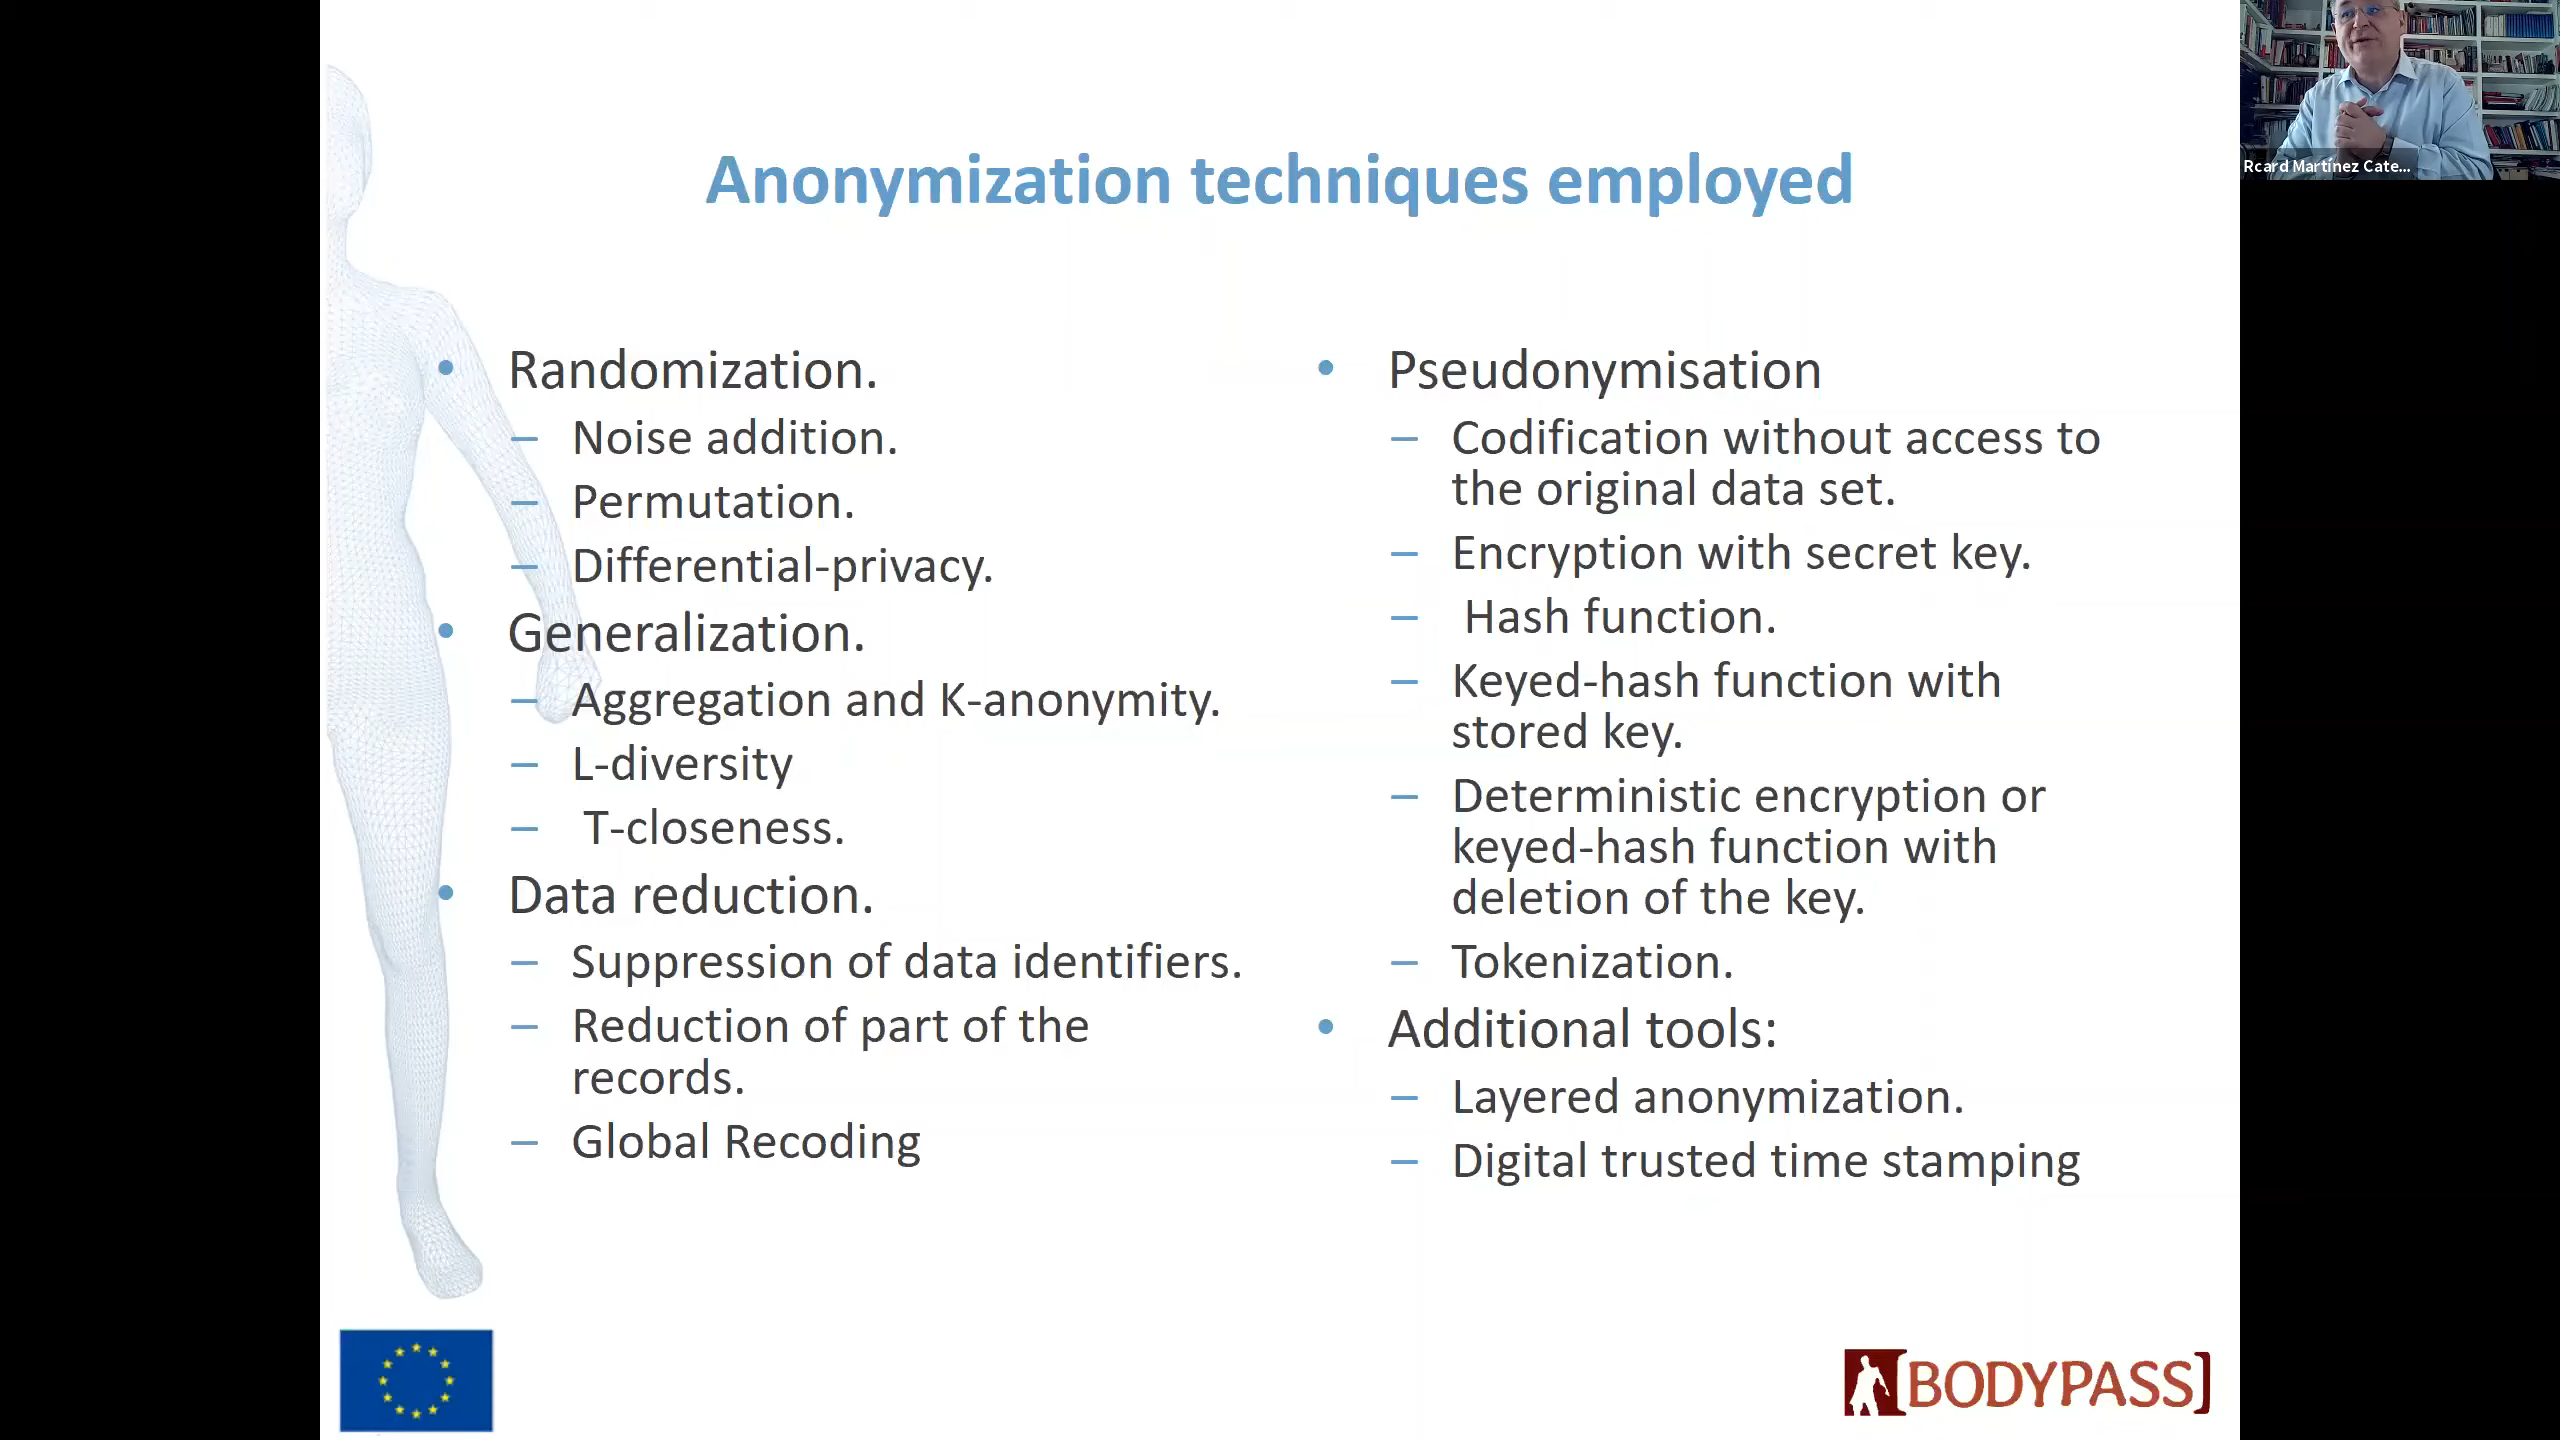 Anonymization techniques employed
• Randomization.
– Noise addition.
– Permutation.
– Differential-privacy.
• Generalization.
– Aggregation and K-anonymity.
– L-diversity
– T-closeness.
• Data reduction.
– Suppression of data identifiers.
– Reduction of part of the
records.
– Global Recoding
• Pseudonymisation
– Codification without access to
the original data set.
– Encryption with secret key.
– Hash function.
– Keyed-hash function with
stored key.
– Deterministic encryption or
keyed-hash function with
deletion of the key.
– Tokenization.
• Additional tools:
– Layered anonymization.
– Digital trusted time stamping
[BODYPASS]
Rcard Martínez Cate...